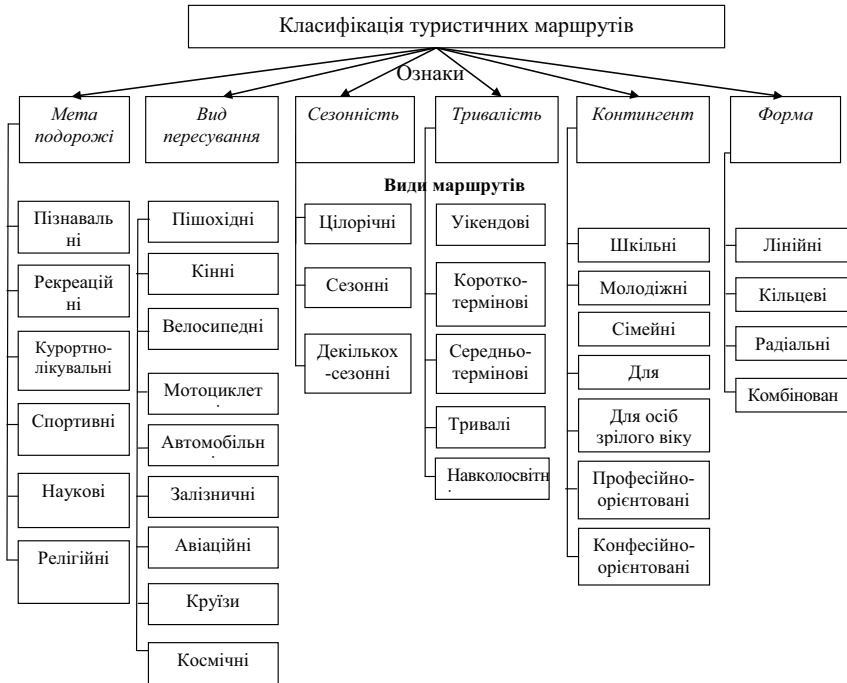 Класифікація туристичних маршрутів
Ознаки
Мета
подорожі
Вид
пересування
Сезонність
Тривалість
Контингент
Форма
Види маршрутів
Пізнаваль
ні
Рекреацій
ні
Курортно-
лікувальні
Спортивні
Наукові
Релігійні
Пішохідні
Кінні
Велосипедні
Мотоциклет
Автомобільн
Залізничні
Авіаційні
Круїзи
Космічні
Цілорічні
Сезонні
Декількох
-сезонні
Уікендові
Коротко-
термінові
Середньо-
термінові
Тривалі
Навколосвітн
Шкільні
Молодіжні
Сімейні
Для
Для осіб
зрілого віку
Професійно-
орієнтовані
Конфесійно-
орієнтовані
Лінійні
Кільцеві
Радіальні
Комбінован